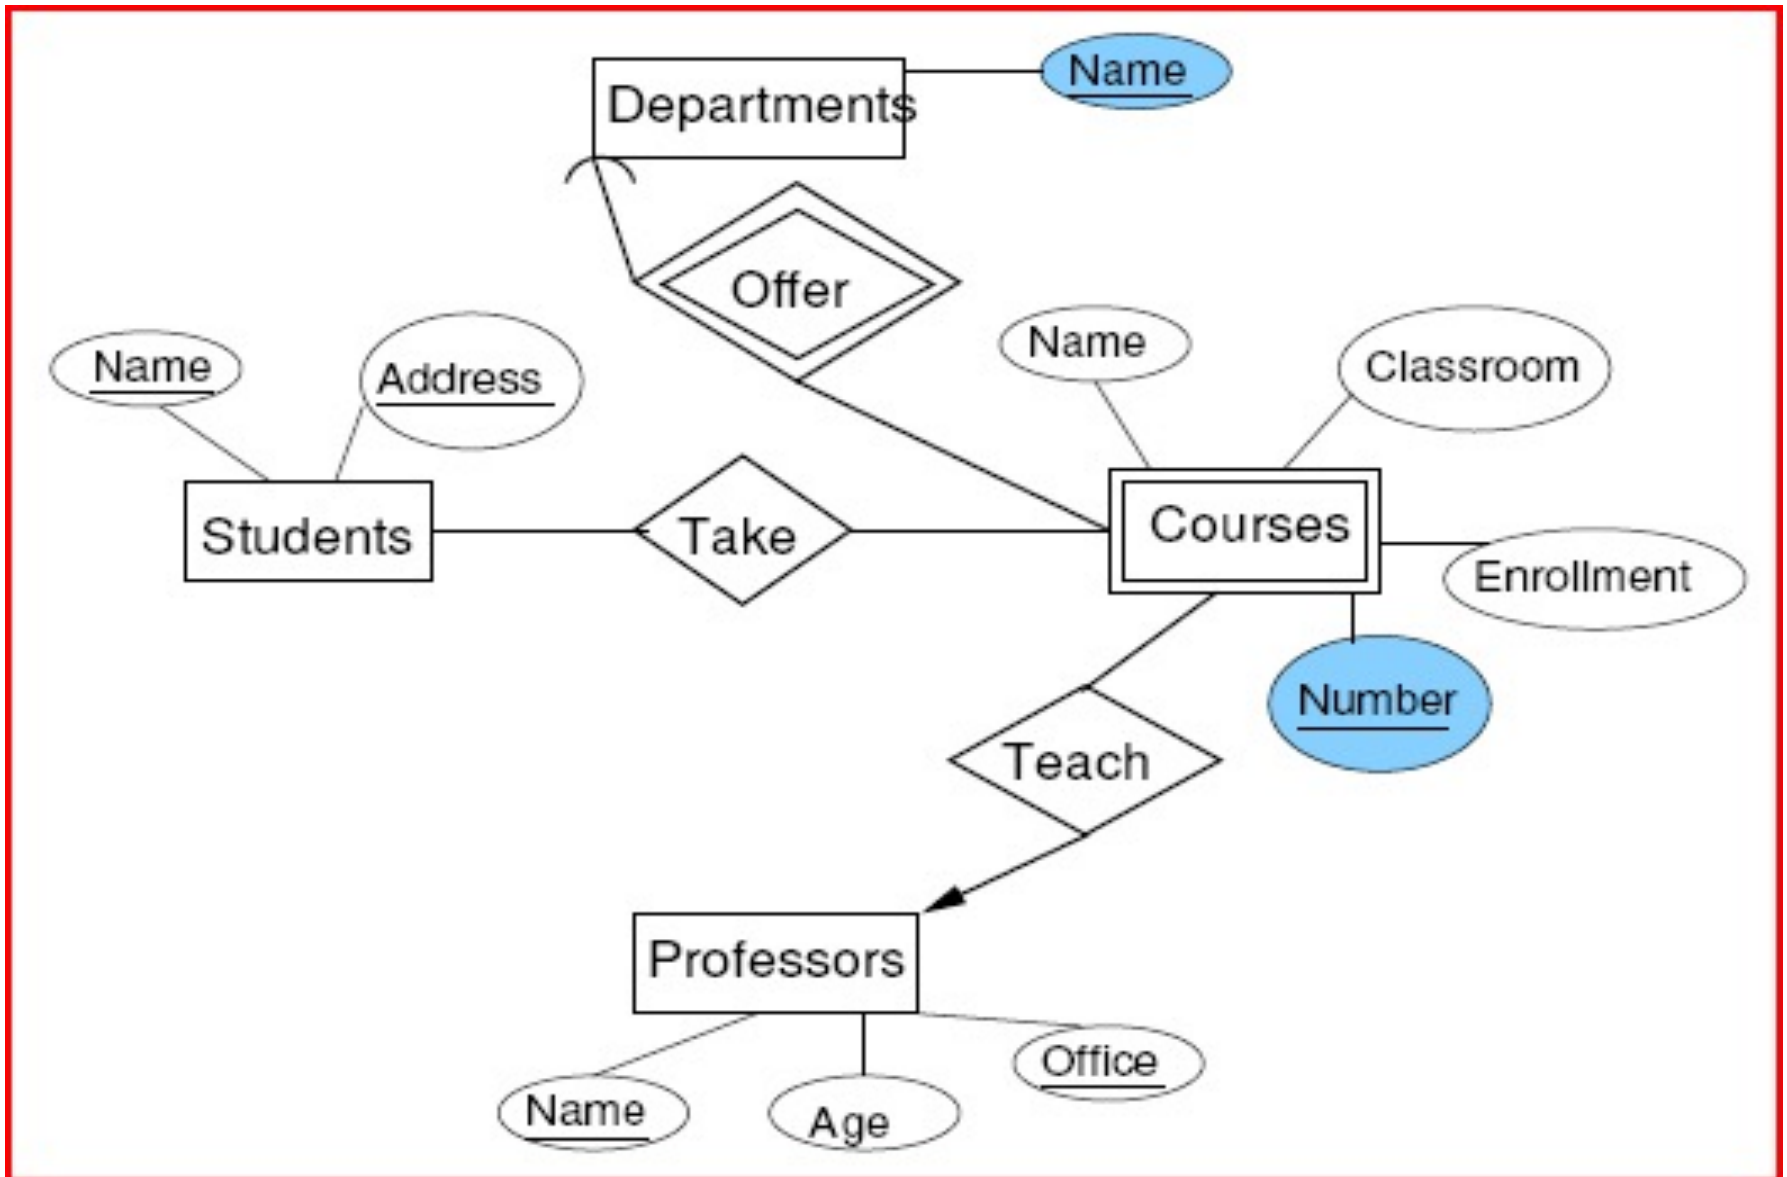 Name
Departments
Offer
Name
Classroom
Name
Address
Students
Take
Courses
Enrollment
Number
Teach
Professors
Name
Age
Office